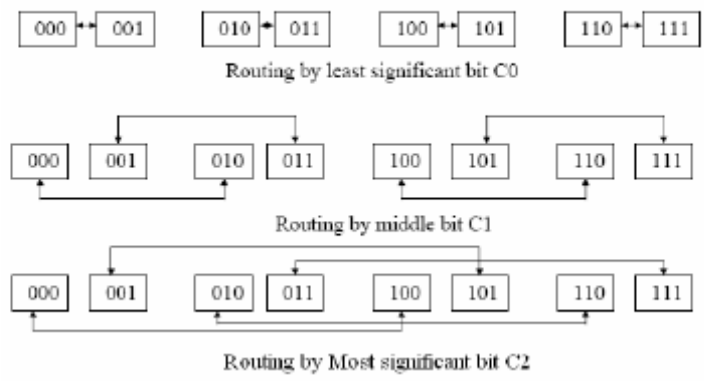 000 001 010 011 100 101 110 111
Routing by least significant bit C0
000 001 010 011 100 101 110 111
Routing by middle bit C1
000 001 010 011 100 101 110 111
Routing by Most significant bit C2